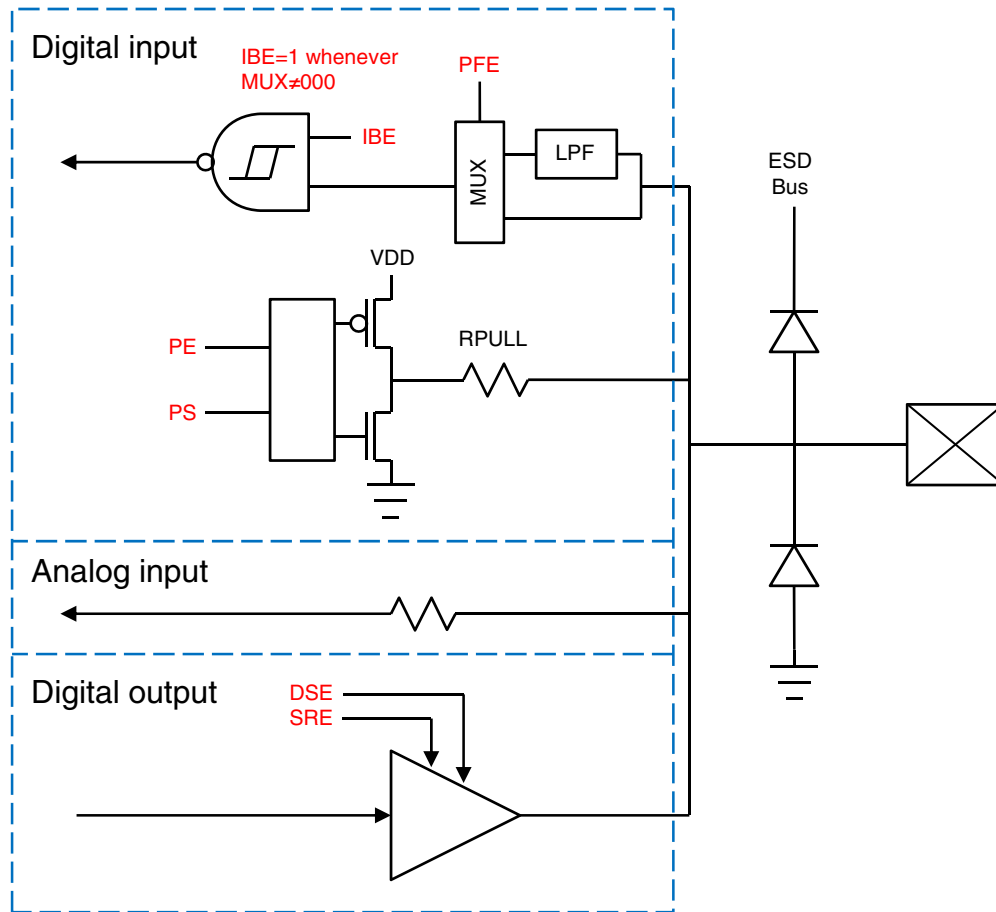 Digital input
IBE=1 whenever
MUX≠000
PFE
IBE
MUX
LPF
ESD
Bus
VDD
PE
RPULL
PS
Analog input
Digital output
DSE
SRE